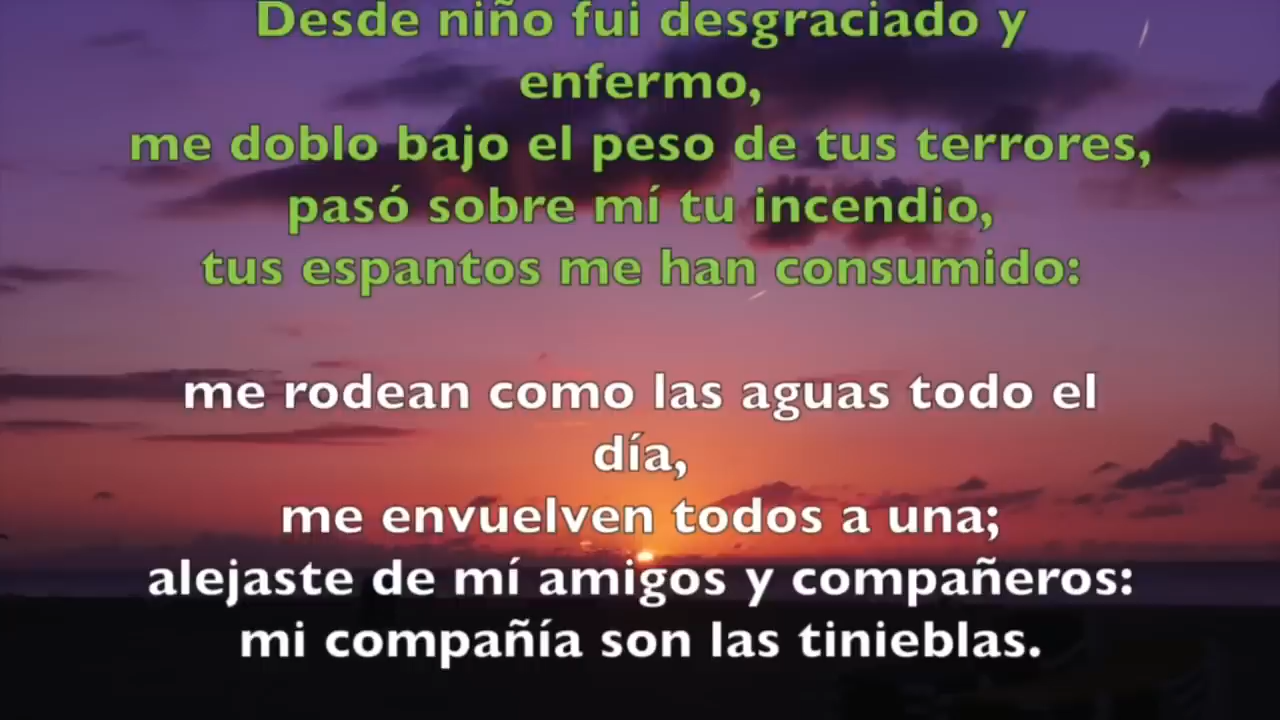 Desde niño fui desgraciado y
enfermo,
me doblo bajo el peso de tus terrores,
pasó sobre mí tu incendio,
tus espantos me han consumido:
me rodean como las aguas todo el
día,
me envuelven todos a una;
alejaste de mí amigos y compañeros:
mi compañía son las tinieblas.